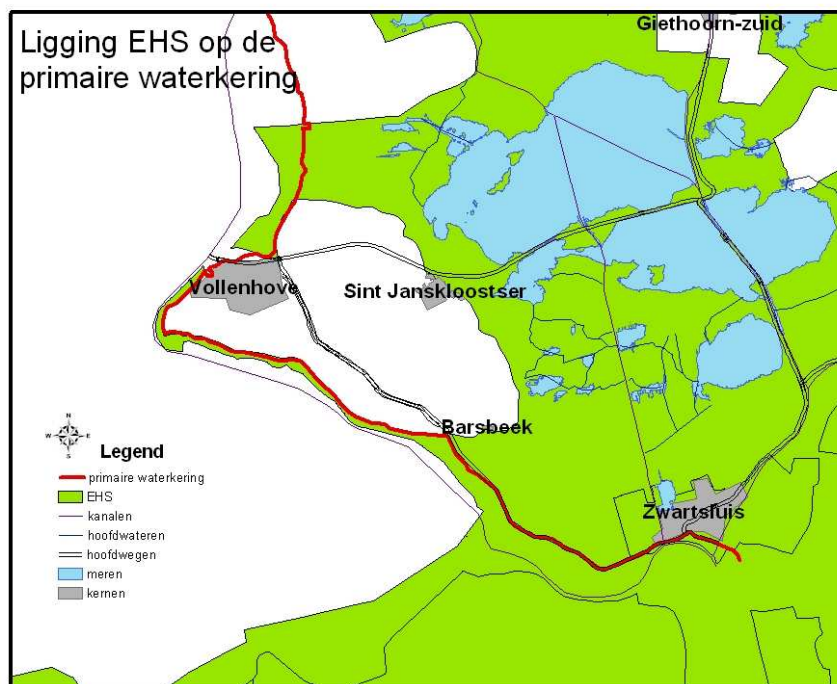 Ligging EHS op de
primaire waterkering
Giethoorn-zuid
Vollenhove
Sint Janskloostser
Barsbeek
Zwartsluis
N
W E
S
Legend
primaire waterkering
EHS
kanalen
hoofdwateren
hoofdwegen
meren
kernen